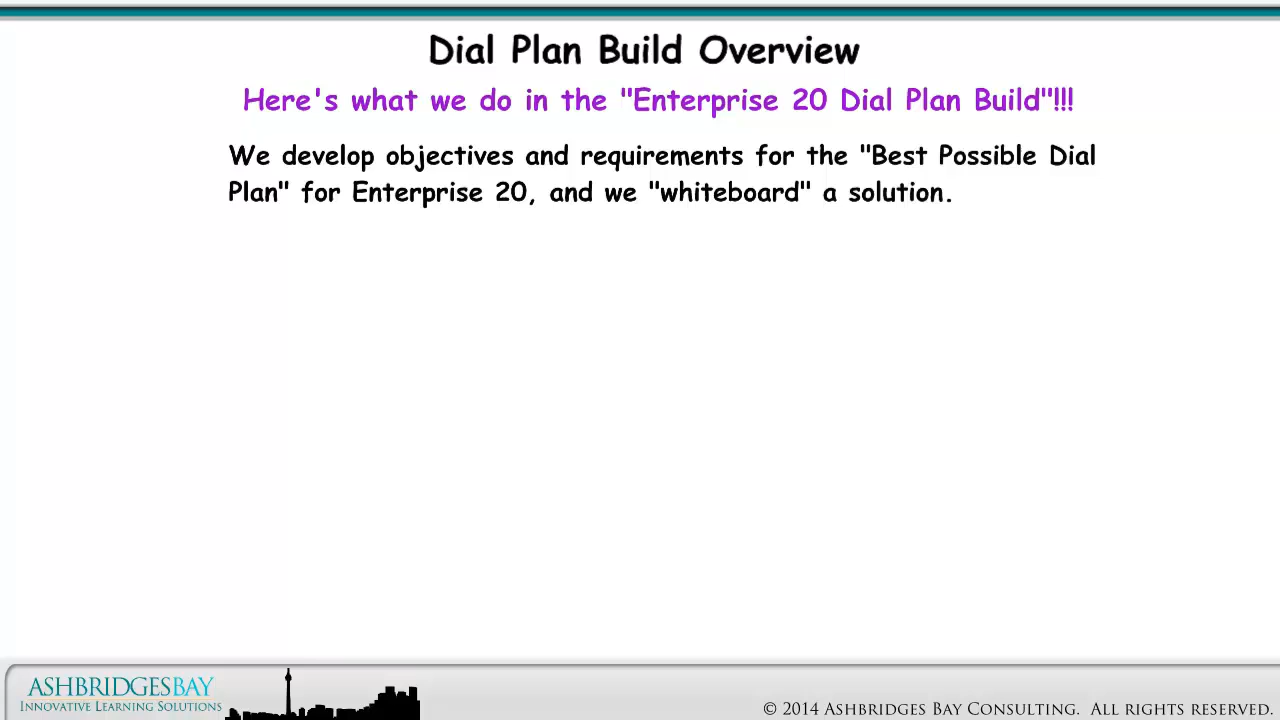 Dial Plan Build Overview
Here's what we do in the "Enterprise 20 Dial Plan Build"!!!
We develop objectives and requirements for the "Best Possible Dial
Plan" for Enterprise 20, and we "whiteboard" a solution.
ASHBRIDGESBAY
INNOVATIVE LEARNING SOLUTIONS
© 2014 ASHBRIDGES BAY CONSULTING. ALL RIGHTS RESERVED.